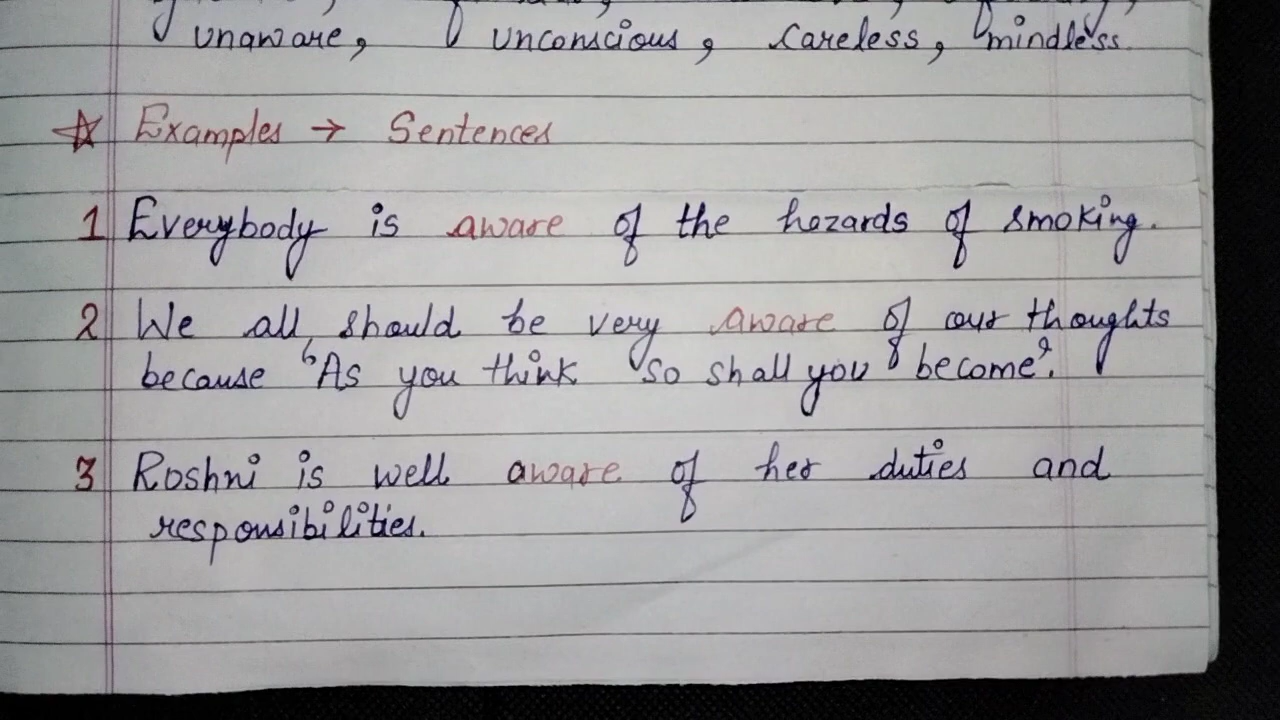 unaware, unconscious, careless, mindless
☆ Examples → Sentences
1 Everybody is aware of the hazards of smoking.
2 We all should be very aware of our thoughts
because 'As you think so shall you become'.
3 Roshni is well aware of her duties and
responsibilities.